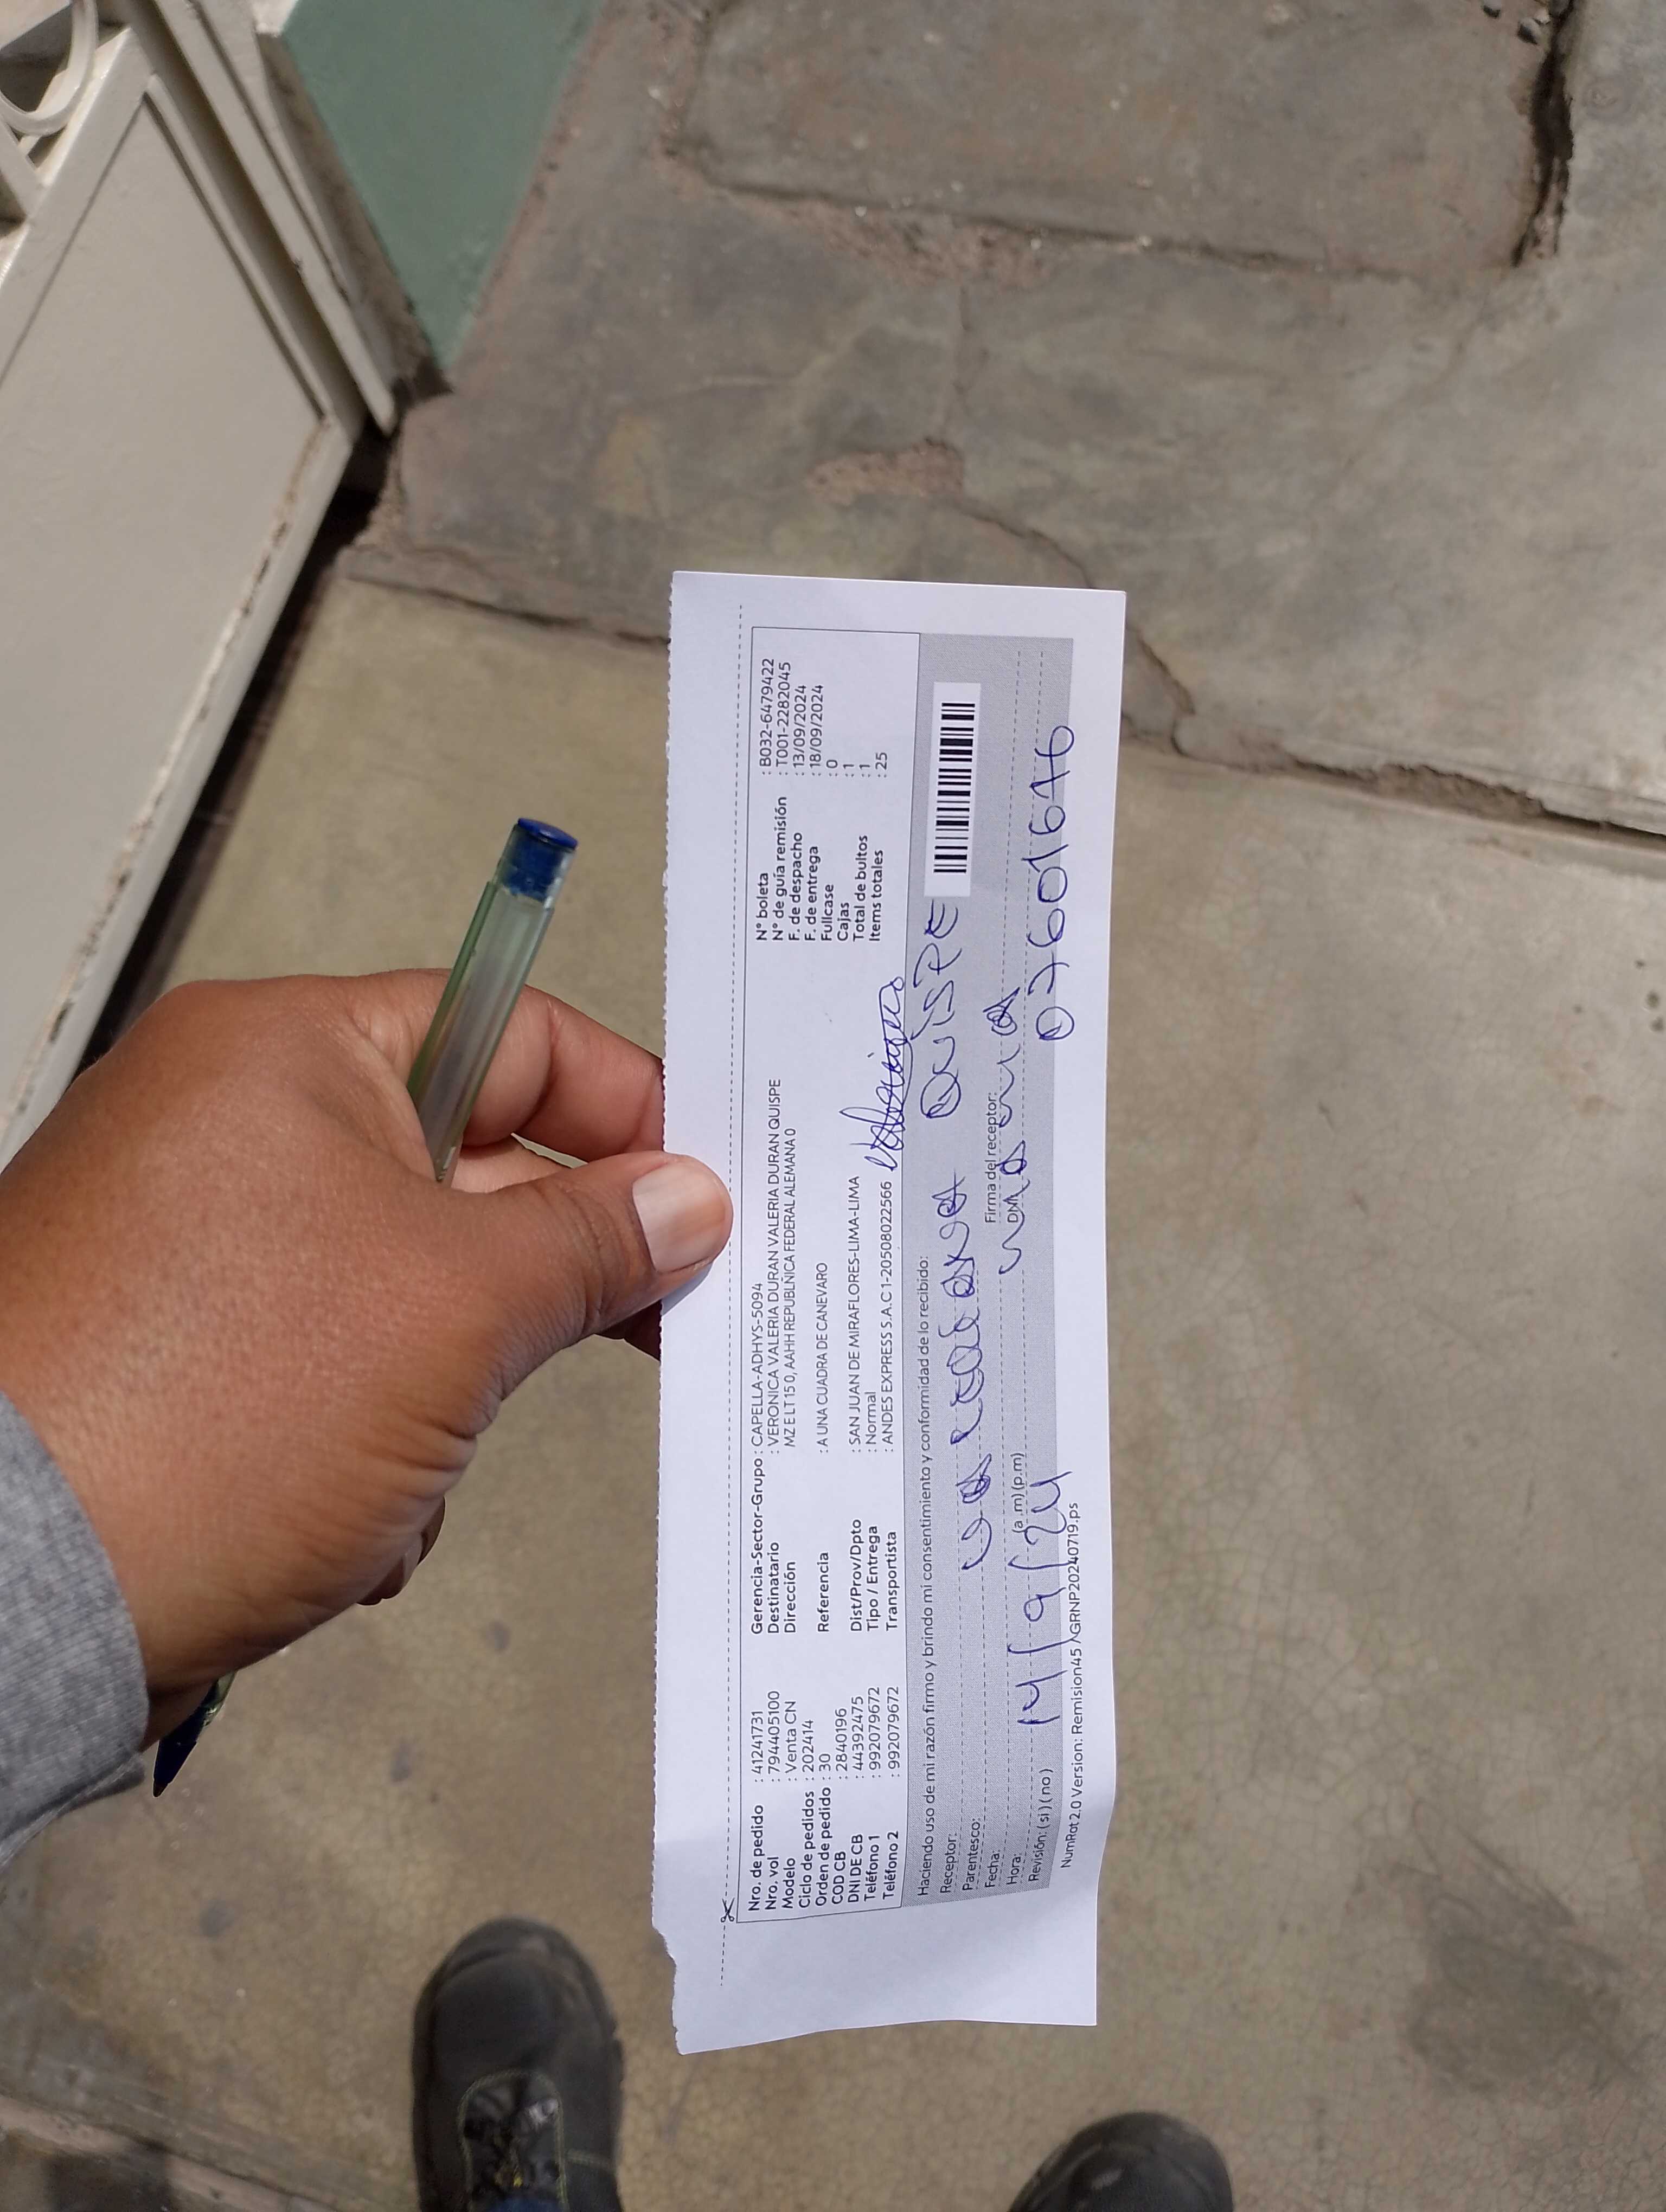 Nro. de pedido : 41241731
Nro. vol : 794405100
Modelo : Venta CN
Ciclo de pedidos : 202414
Orden de pedido : 30
COD CB : 2840196
DNI DE CB : 44392475
Teléfono 1 : 992079672
Teléfono 2 : 992079672
Gerencia-Sector-Grupo : CAPELLA-ADHYS-5094
Destinatario : VERONICA VALERIA DURAN VALERIA DURAN QUISPE
Dirección MZ E LT 15 0, AAHH REPUBLÑICA FEDERAL ALEMANA 0
Referencia : A UNA CUADRA DE CANEVARO
Dist/Prov/Dpto : SAN JUAN DE MIRAFLORES-LIMA-LIMA
Tipo / Entrega : Normal
Transportista : ANDES EXPRESS S.A.C 1-20508022566
N° boleta : B032-6479422
N° de guía remisión : T001-2282045
F. de despacho : 13/09/2024
F. de entrega : 18/09/2024
Fullcase : 0
Cajas : 1
Total de bultos : 1
Items totales : 25
Haciendo uso de mi razón firmo y brindo mi consentimiento y conformidad de lo recibido:
Receptor: QUISPE
Parentesco:
Fecha: Firma del receptor:
Hora: (a.m) (p.m) DNI
Revisión: ( si ) ( no ) 14/9/24
NumRot 2.0 Version: Remision45 /GRNP20240719.ps